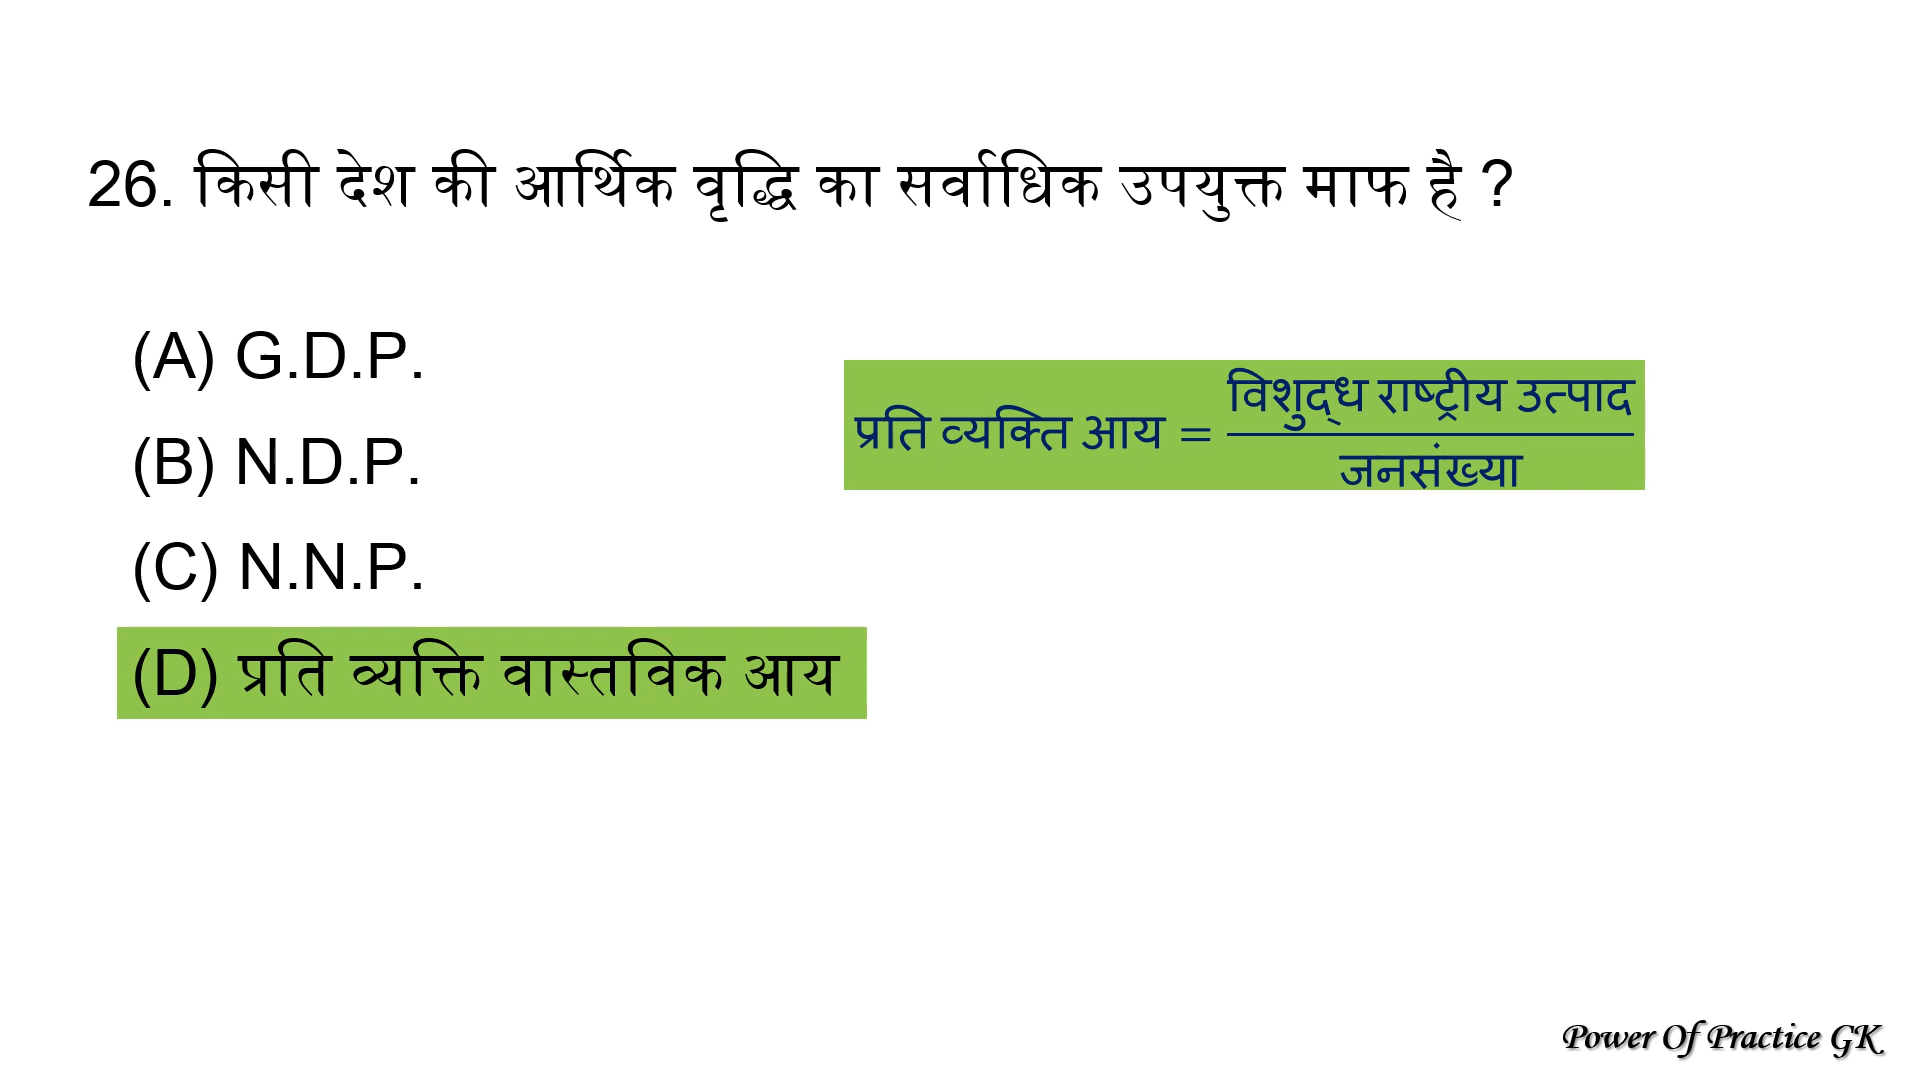 26. किसी देश की आर्थिक वृद्धि का सर्वाधिक उपयुक्त माफ है ?
(A) G.D.P.
(B) N.D.P.
(C) N.N.P.
(D) प्रति व्यक्ति वास्तविक आय
प्रति व्यक्ति आय = विशुद्ध राष्ट्रीय उत्पाद
जनसंख्या
Power Of Practice GK